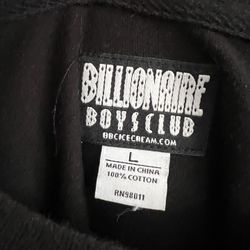 BILLIONAIRE
BOYS CLUB
BBCICECREAM.COM
L
MADE IN CHINA
100% COTTON
RN98011